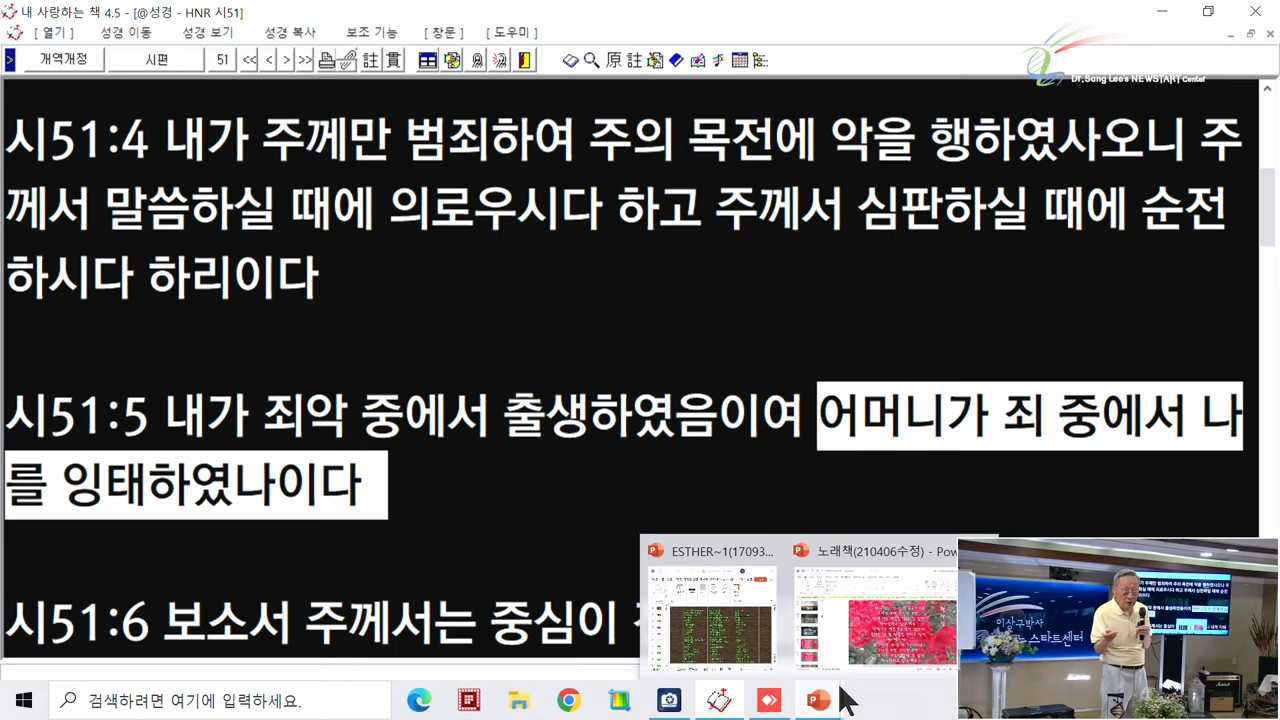 내 사랑하는 책 4.5 - [@성경 - HNR 시51]
[ 열기 ] 성경 이동 성경 보기 성경 복사 보조 기능 [ 창문 ] [ 도우미 ]
개역개정 시편 51 << < > >> 註 貫 原 註
Dr.Sang Lee's NEWSTART Center
시51:4 내가 주께만 범죄하여 주의 목전에 악을 행하였사오니 주
께서 말씀하실 때에 의로우시다 하고 주께서 심판하실 때에 순전
하시다 하리이다
시51:5 내가 죄악 중에서 출생하였음이여 어머니가 죄 중에서 나
를 잉태하였나이다
시51:6 보소서 주께서는 중심이
ESTHER~1(17093... 노래책(210406수정) - Pow
이상구박사
스타트센터
검색하려면 여기에 입력하세요.